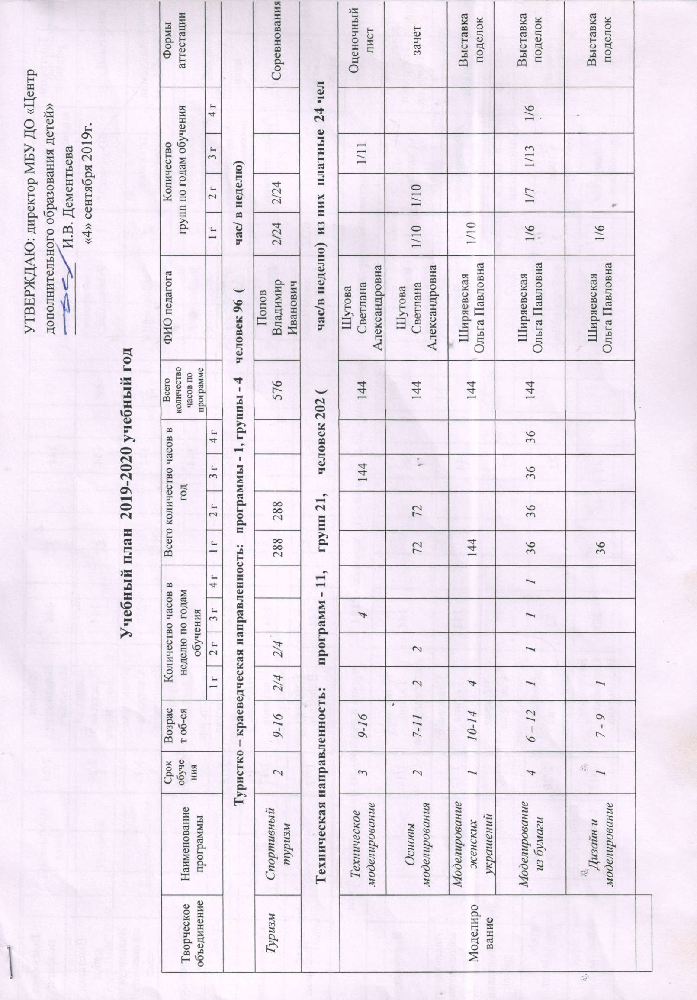 УТВЕРЖДАЮ: директор МБУ ДО «Центр
дополнительного образования детей»
И.В. Дементьева
«4» сентября 2019г.
Учебный план 2019-2020 учебный год
Творческое
объединение
Наименование
программы
Срок
обуче
ния
Возрас
т об-ся
Количество часов в
неделю по годам
обучения
Всего количество часов в
год
Всего
количество
часов по
программе
ФИО педагога
Количество
групп по годам обучения
Формы
аттестации
1 г 2 г 3 г 4 г 1 г 2 г 3 г 4 г 1 г 2 г 3 г 4 г
Туристко – краеведческая направленность: программы - 1, группы - 4 человек 96 ( час/ в неделю)
Туризм
Спортивный
туризм
2 9-16 2/4 2/4 288 288 576
Попов
Владимир
Иванович
2/24 2/24 Соревнования
Техническая направленность: программ - 11, групп 21, человек 202 ( час/в неделю) из них платные 24 чел
Моделиро
вание
Техническое
моделирование
3 9-16 4 144 144
Шутова
Светлана
Александровна
1/11
Оценочный
лист
Основы
моделирования
2 7-11 2 2 72 72 144
Шутова
Светлана
Александровна
1/10 1/10 зачет
Моделирование
женских
украшений
1 10-14 4 144 144
Ширяевская
Ольга Павловна
1/10
Выставка
поделок
Моделирование
из бумаги
4 6 – 12 1 1 1 1 36 36 36 36 144
Ширяевская
Ольга Павловна
1/6 1/7 1/13 1/6
Выставка
поделок
Дизайн и
моделирование
1 7 - 9 1 36
Ширяевская
Ольга Павловна
1/6
Выставка
поделок